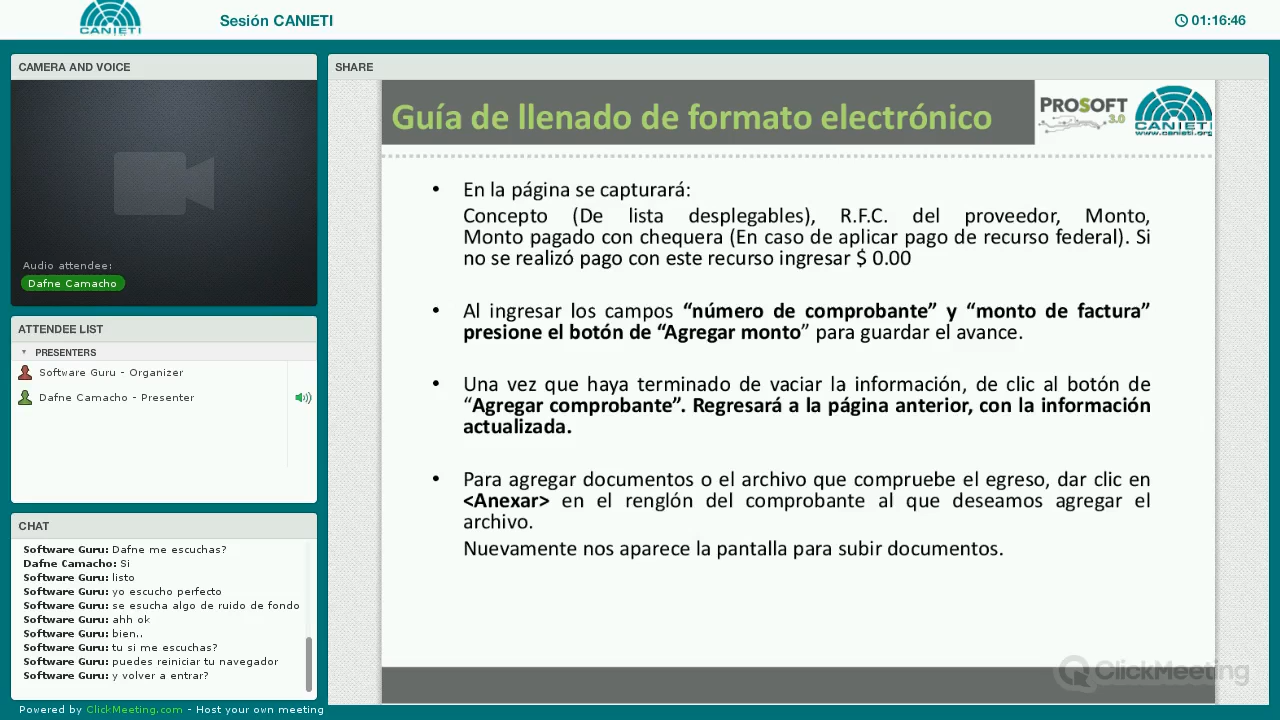 CANIETI
Sesión CANIETI
01:16:46
CAMERA AND VOICE
Audio attendee:
Dafne Camacho
ATTENDEE LIST
PRESENTERS
Software Guru - Organizer
Dafne Camacho - Presenter
CHAT
Software Guru: Dafne me escuchas?
Dafne Camacho: Si
Software Guru: listo
Software Guru: yo escucho perfecto
Software Guru: se esucha algo de ruido de fondo
Software Guru: ahh ok
Software Guru: bien..
Software Guru: tu si me escuchas?
Software Guru: puedes reiniciar tu navegador
Software Guru: y volver a entrar?
Powered by ClickMeeting.com - Host your own meeting
SHARE
Guía de llenado de formato electrónico
PROSOFT
3.0
CANIETI
www.canieti.org
• En la página se capturará:
Concepto (De lista desplegables), R.F.C. del proveedor, Monto,
Monto pagado con chequera (En caso de aplicar pago de recurso federal). Si
no se realizó pago con este recurso ingresar $ 0.00
• Al ingresar los campos “número de comprobante” y “monto de factura”
presione el botón de “Agregar monto” para guardar el avance.
• Una vez que haya terminado de vaciar la información, de clic al botón de
“Agregar comprobante”. Regresará a la página anterior, con la información
actualizada.
• Para agregar documentos o el archivo que compruebe el egreso, dar clic en
<Anexar> en el renglón del comprobante al que deseamos agregar el
archivo.
Nuevamente nos aparece la pantalla para subir documentos.
ClickMeeting